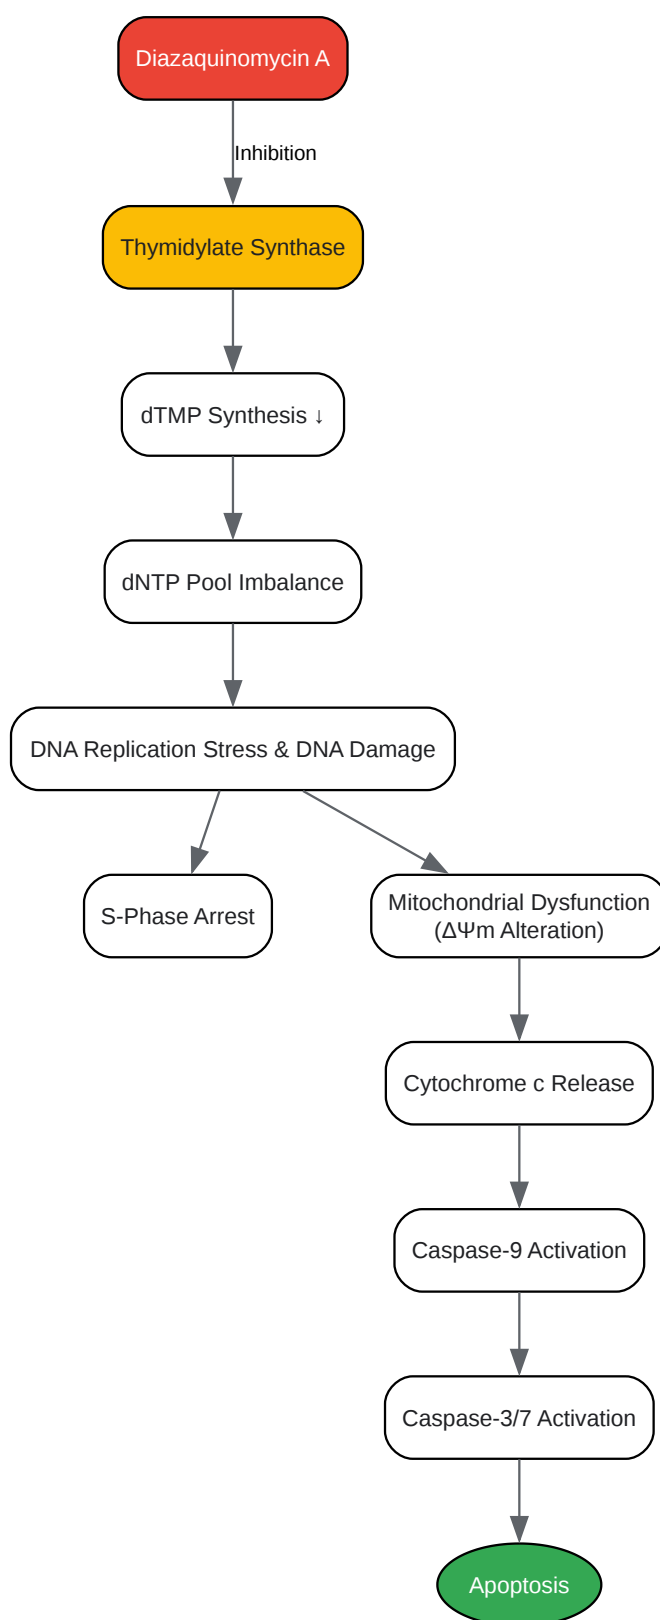 Diazaquinomycin A
Inhibition
Thymidylate Synthase
dTMP Synthesis ↓
dNTP Pool Imbalance
DNA Replication Stress & DNA Damage
S-Phase Arrest
Mitochondrial Dysfunction
(ΔΨm Alteration)
Cytochrome c Release
Caspase-9 Activation
Caspase-3/7 Activation
Apoptosis